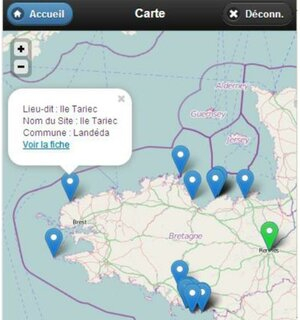 Accueil
Carte
Déconn.
+
-
Lieu-dit : Ile Tariec
Nom du Site : Ile Tariec
Commune : Landéda
Voir la fiche
×
Alderney
Guernsey
Jersey
Brest
Bretagne
Rennes